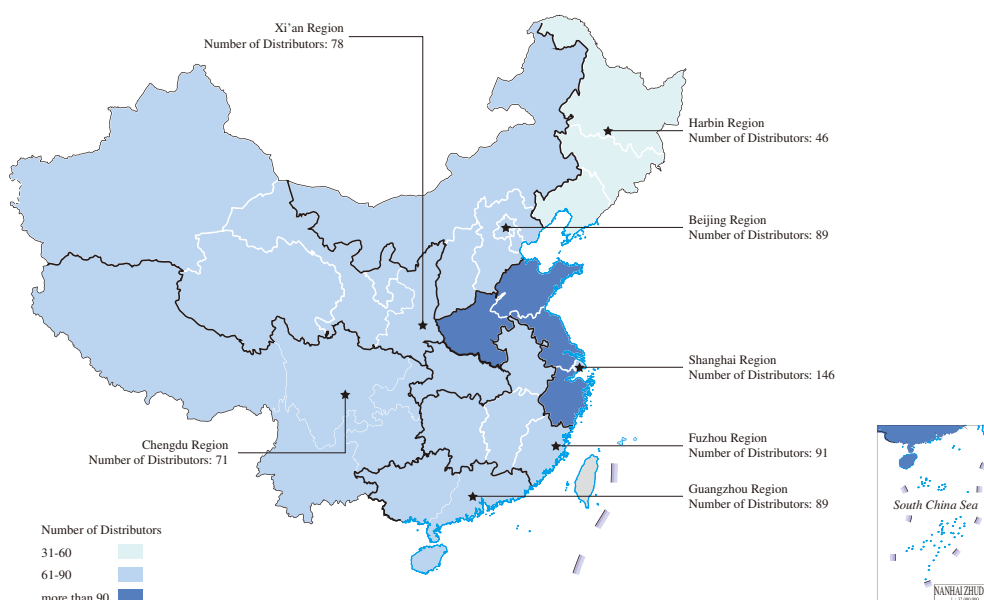 Xi'an Region
Number of Distributors: 78
Harbin Region
Number of Distributors: 46
Beijing Region
Number of Distributors: 89
Shanghai Region
Number of Distributors: 146
Chengdu Region
Number of Distributors: 71
Fuzhou Region
Number of Distributors: 91
Guangzhou Region
Number of Distributors: 89
South China Sea
Number of Distributors
31-60
61-90
more than 90
NANHAI ZHUD